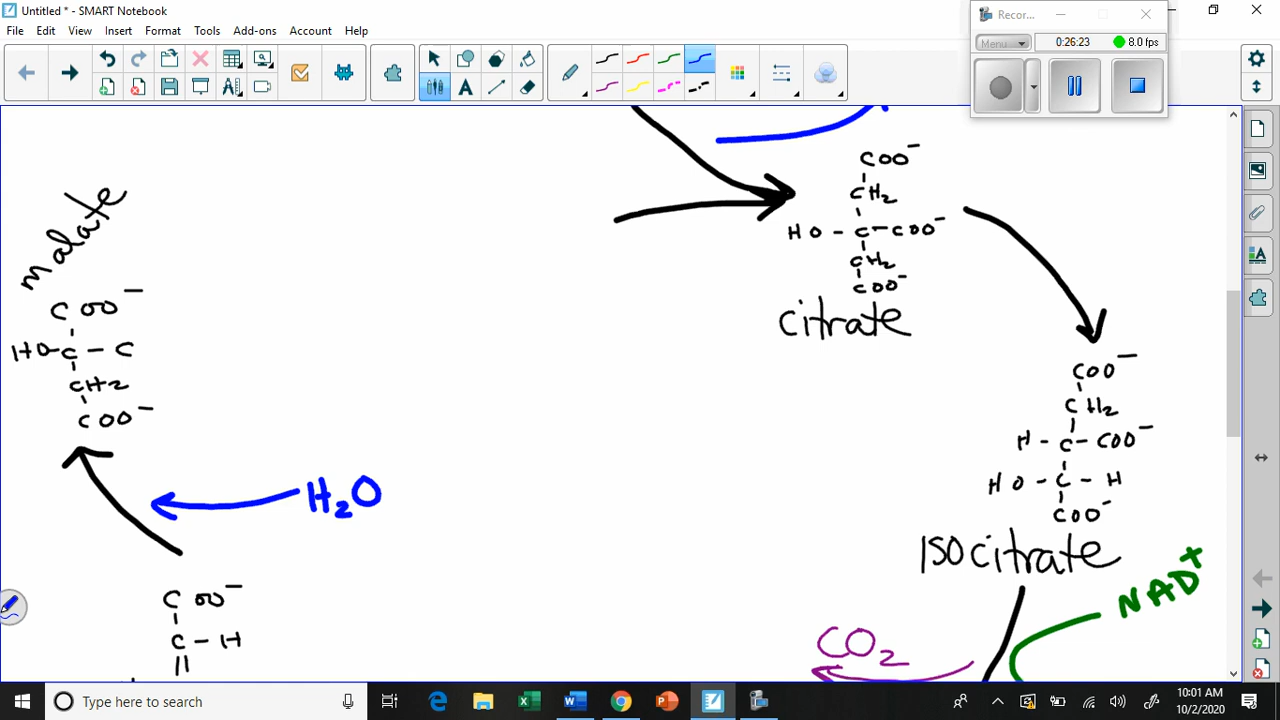 Untitled * - SMART Notebook
File Edit View Insert Format Tools Add-ons Account Help
Recor...
Menu
0:26:23
8.0 fps
COO⁻
CH₂
HO-C-COO⁻
CH₂
COO⁻
citrate
malate
COO⁻
HO-C-C
CH2
COO⁻
H₂O
COO⁻
C-H
COO⁻
CH₂
H-C-COO⁻
HO-C-H
COO⁻
ISOcitrate
NAD⁺
CO₂
Type here to search
10:01 AM
10/2/2020